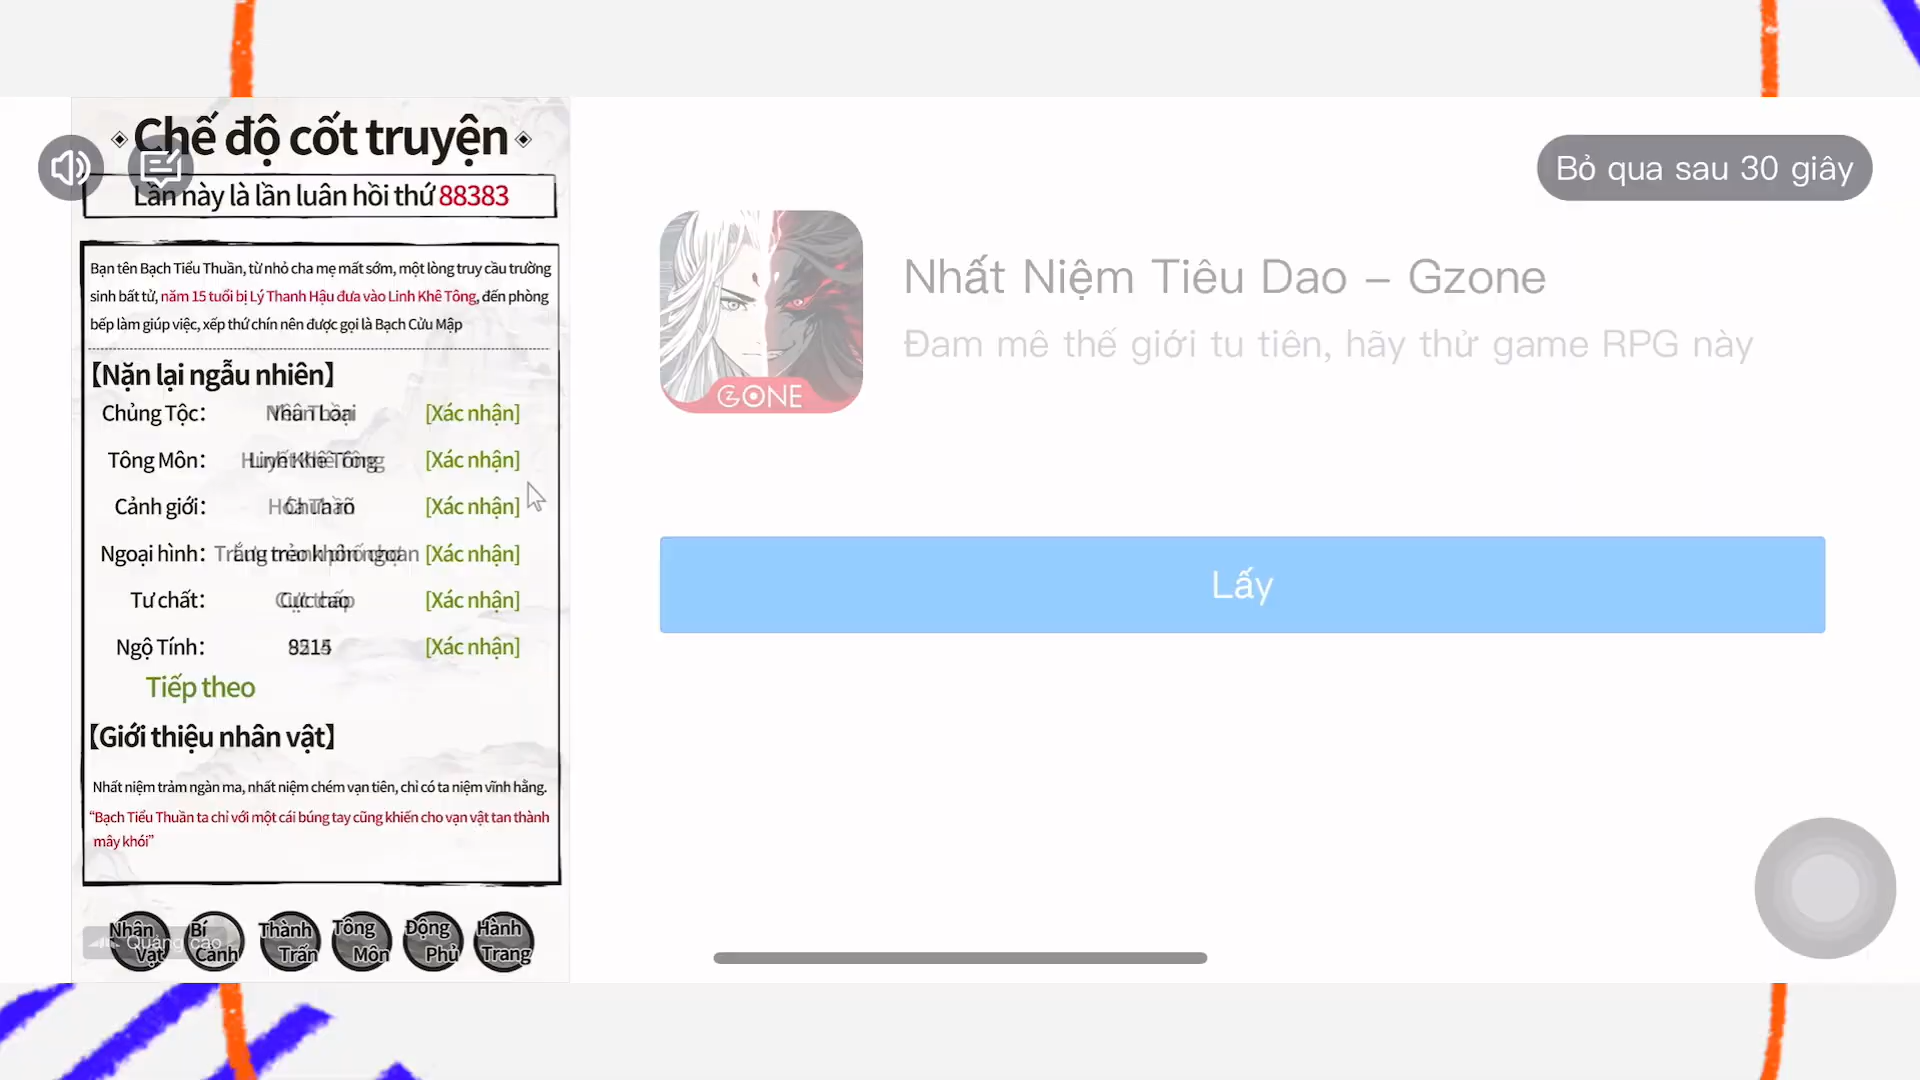 Chế độ cốt truyện
Lần này là lần luân hồi thứ 88383
Bạn tên Bạch Tiểu Thuần, từ nhỏ cha mẹ mất sớm, một lòng truy cầu trường
sinh bất tử, năm 15 tuổi bị Lý Thanh Hậu đưa vào Linh Khê Tông, đến phòng
bếp làm giúp việc, xếp thứ chín nên được gọi là Bạch Cửu Mập
【Nặn lại ngẫu nhiên】
Chủng Tộc: [Xác nhận]
Tông Môn: [Xác nhận]
Cảnh giới: [Xác nhận]
Ngoại hình: [Xác nhận]
Tư chất: [Xác nhận]
Ngộ Tính: [Xác nhận]
Tiếp theo
【Giới thiệu nhân vật】
Nhất niệm trảm ngàn ma, nhất niệm chém vạn tiên, chỉ có ta niệm vĩnh hằng.
“Bạch Tiểu Thuần ta chỉ với một cái búng tay cũng khiến cho vạn vật tan thành
mây khói”
Nhân Vật
Bí Cảnh
Thành Trấn
Tông Môn
Động Phủ
Hành Trang
Quảng cáo
Bỏ qua sau 30 giây
GZONE
Nhất Niệm Tiêu Dao – Gzone
Đam mê thế giới tu tiên, hãy thử game RPG này
Lấy